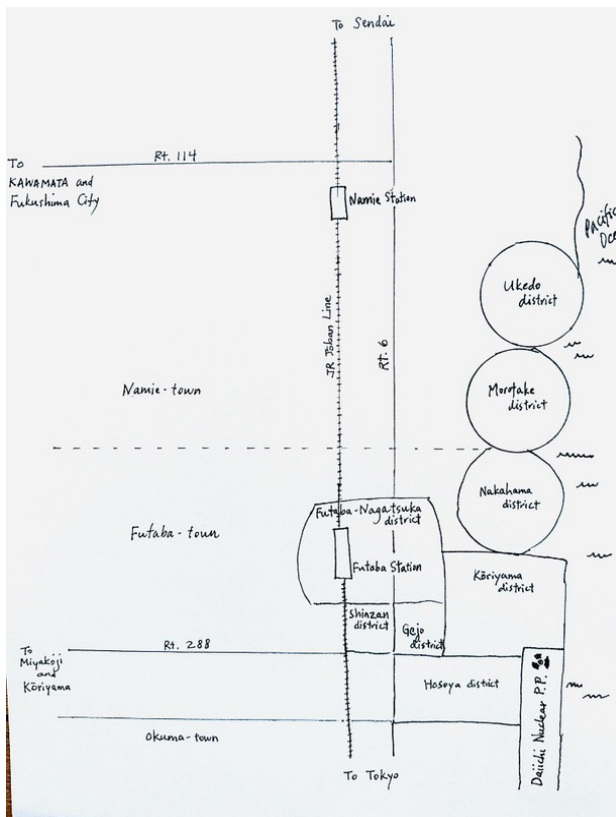 To Sendai
Rt. 114
To
KAWAMATA and
Fukushima City
Namie Station
Pacific
Oce
Ukedo
district
JR Jōban Line
Rt. 6
Namie-town
Morotake
district
Nakahama
district
Futaba-town
Futaba-Nagatsuka
district
Futaba Station
Kōriyama
district
Shinzan
district
Gejo
district
To
Miyakoji
and
Kōriyama
Rt. 288
Hosoya district
Daiichi Nuclear P.P.
Okuma-town
To Tokyo